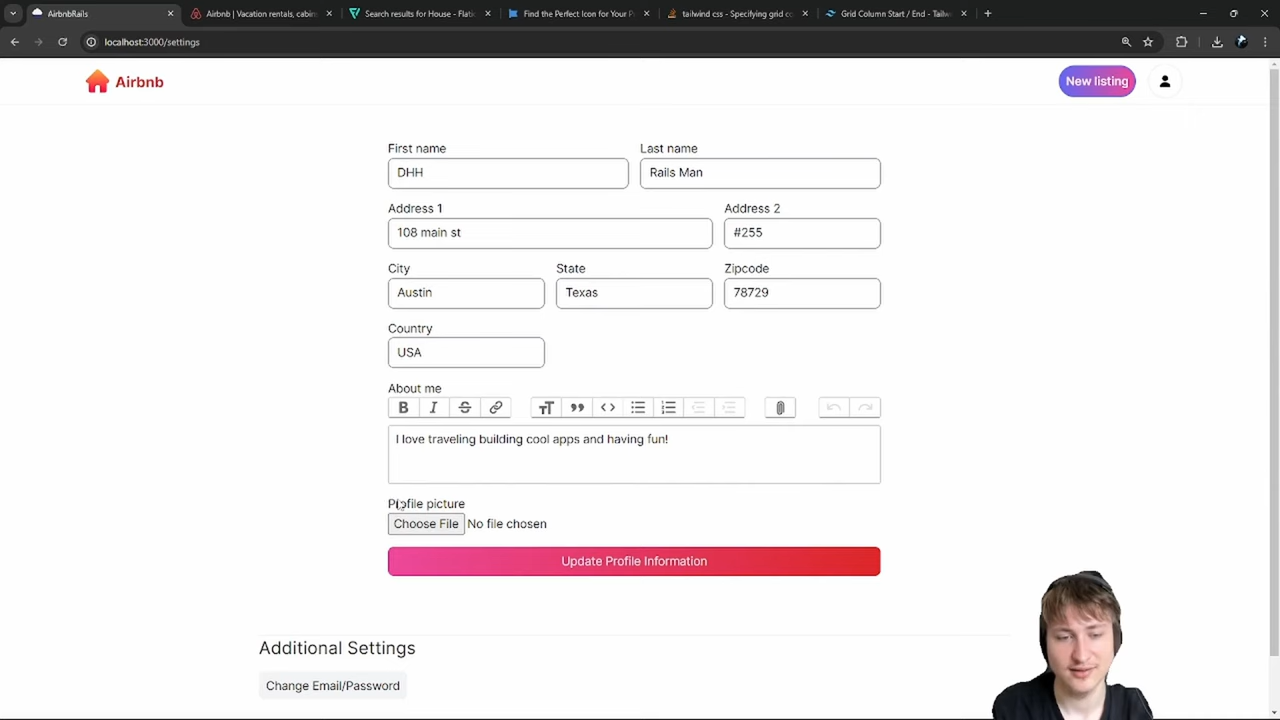 AirbnbRails
Airbnb | Vacation rentals, cabins
Search results for House - Flati
Find the Perfect Icon for Your P
tailwind css - Specifying grid co
Grid Column Start / End - Tailw
localhost:3000/settings
Airbnb
New listing
First name
Last name
DHH
Rails Man
Address 1
Address 2
108 main st
#255
City
State
Zipcode
Austin
Texas
78729
Country
USA
About me
I love traveling building cool apps and having fun!
Profile picture
Choose File No file chosen
Update Profile Information
Additional Settings
Change Email/Password